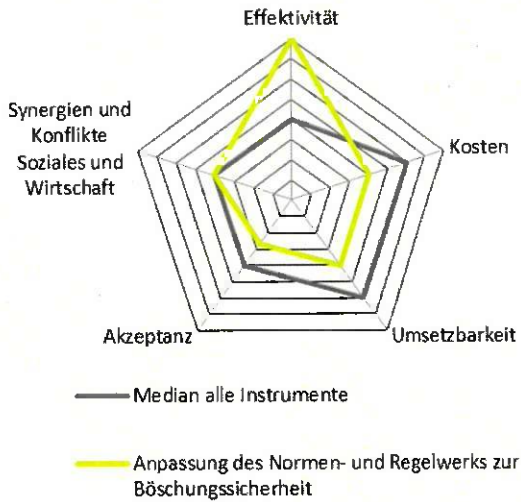 Effektivität
Synergien und
Konflikte
Soziales und
Wirtschaft
Kosten
Akzeptanz
Umsetzbarkeit
Median alle Instrumente
Anpassung des Normen- und Regelwerks zur
Böschungssicherheit